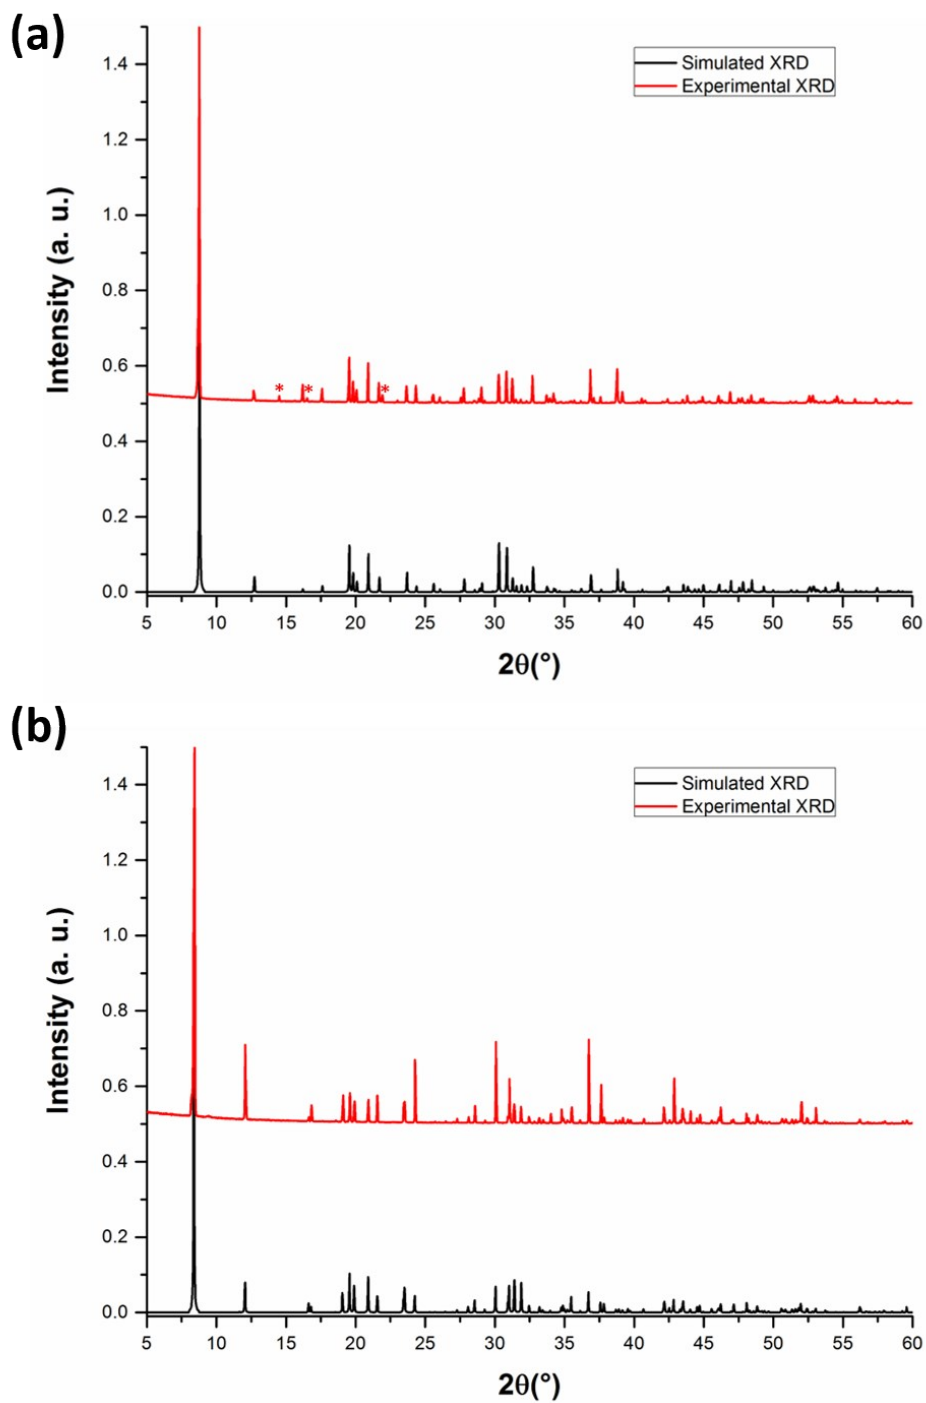 (a)
Intensity (a. u.)
1.4
1.2
1.0
0.8
0.6
0.4
0.2
0.0
Simulated XRD
Experimental XRD
* * *
5 10 15 20 25 30 35 40 45 50 55 60
2θ(°)
(b)
Intensity (a. u.)
1.4
1.2
1.0
0.8
0.6
0.4
0.2
0.0
Simulated XRD
Experimental XRD
5 10 15 20 25 30 35 40 45 50 55 60
2θ(°)